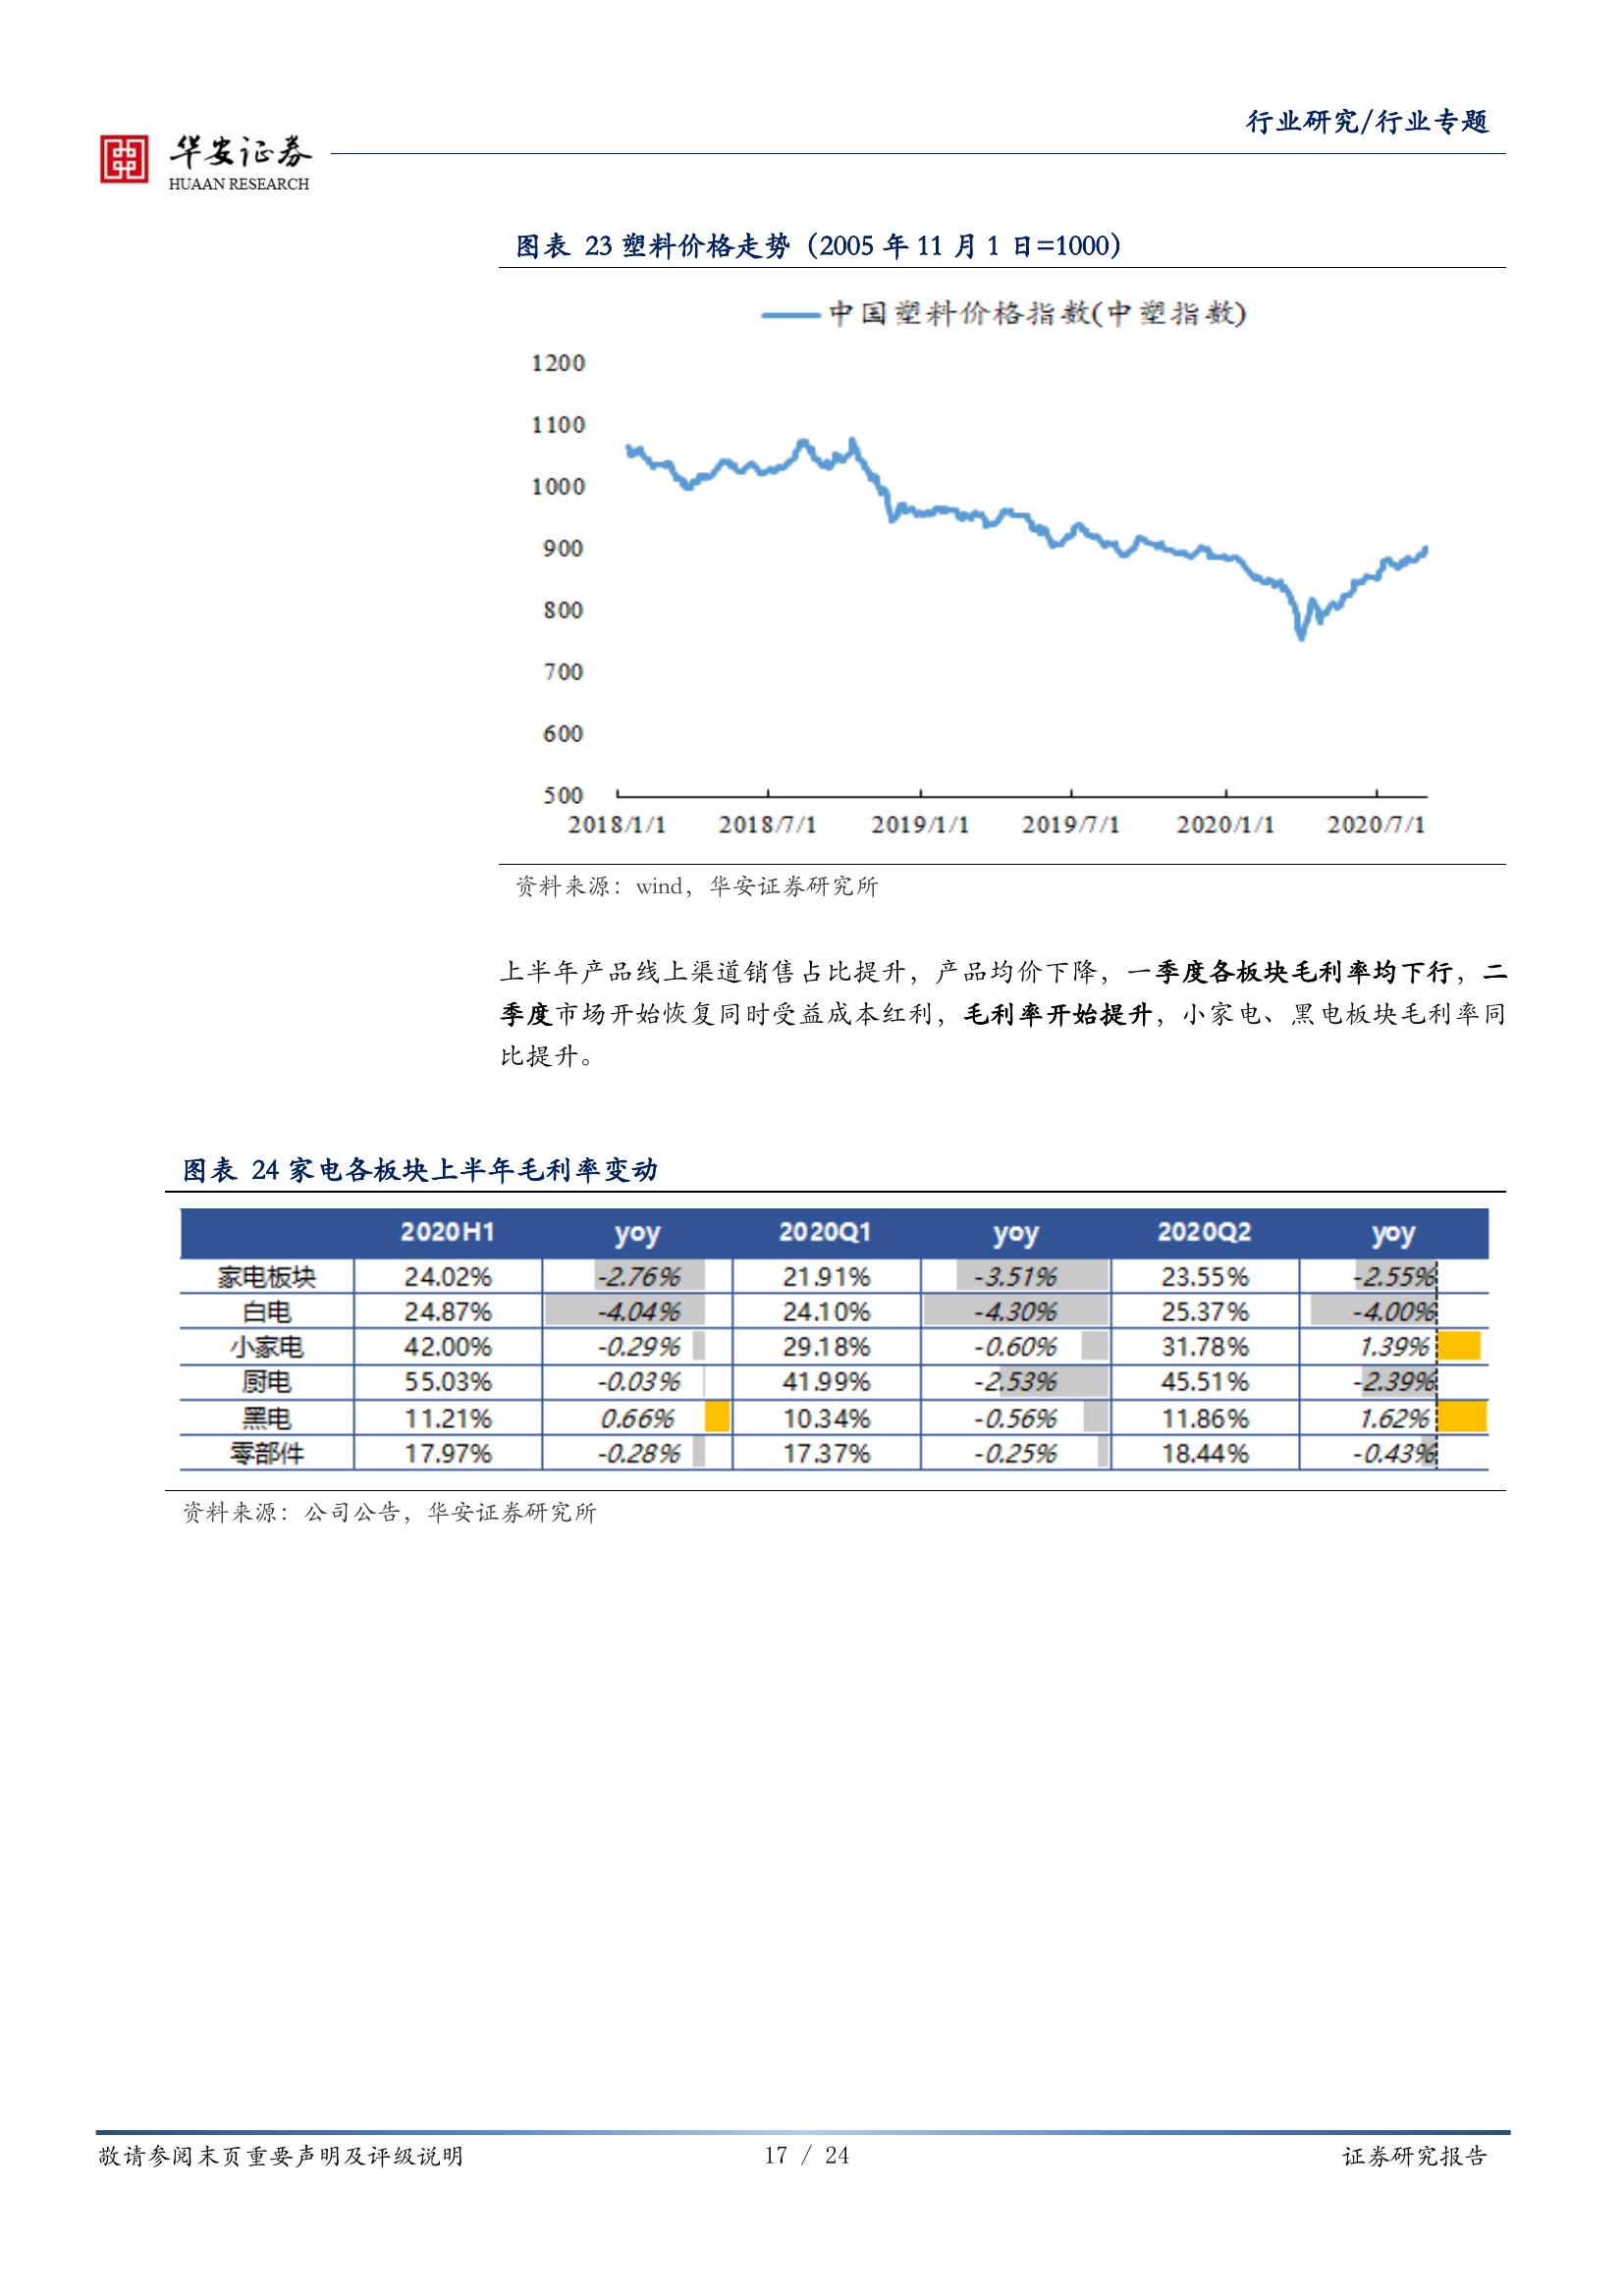 行业研究/行业专题
华安证券
HUAAN RESEARCH
图表 23 塑料价格走势（2005 年 11 月 1 日=1000）
中国塑料价格指数(中塑指数)
1200
1100
1000
900
800
700
600
500
2018/1/1 2018/7/1 2019/1/1 2019/7/1 2020/1/1 2020/7/1
资料来源：wind，华安证券研究所
上半年产品线上渠道销售占比提升，产品均价下降，一季度各板块毛利率均下行，二
季度市场开始恢复同时受益成本红利，毛利率开始提升，小家电、黑电板块毛利率同
比提升。
图表 24 家电各板块上半年毛利率变动
2020H1 yoy 2020Q1 yoy 2020Q2 yoy
家电板块 24.02% -2.76% 21.91% -3.51% 23.55% -2.55%
白电 24.87% -4.04% 24.10% -4.30% 25.37% -4.00%
小家电 42.00% -0.29% 29.18% -0.60% 31.78% 1.39%
厨电 55.03% -0.03% 41.99% -2.53% 45.51% -2.39%
黑电 11.21% 0.66% 10.34% -0.56% 11.86% 1.62%
零部件 17.97% -0.28% 17.37% -0.25% 18.44% -0.43%
资料来源：公司公告，华安证券研究所
敬请参阅末页重要声明及评级说明 17 / 24 证券研究报告